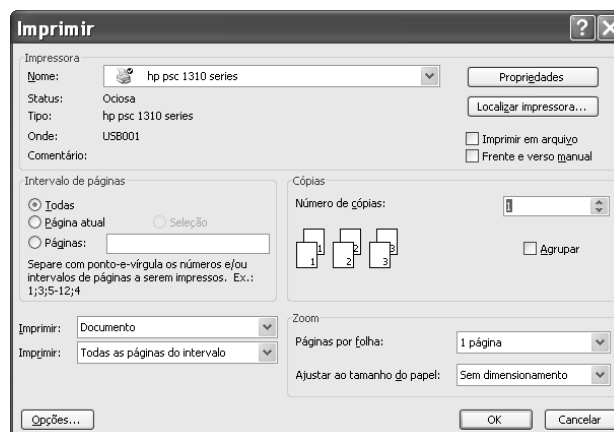 Imprimir
Impressora
Nome: hp psc 1310 series
Propriedades
Status: Ociosa
Tipo: hp psc 1310 series
Localizar impressora...
Onde: USB001
Imprimir em arquivo
Comentário:
Frente e verso manual
Intervalo de páginas
Todas
Página atual Seleção
Páginas:
Separe com ponto-e-vírgula os números e/ou
intervalos de páginas a serem impressos. Ex.:
1;3;5-12;4
Cópias
Número de cópias: 1
1 1 2 2 3 3
Agrupar
Imprimir: Documento
Imprimir: Todas as páginas do intervalo
Zoom
Páginas por folha: 1 página
Ajustar ao tamanho do papel: Sem dimensionamento
Opções...
OK
Cancelar